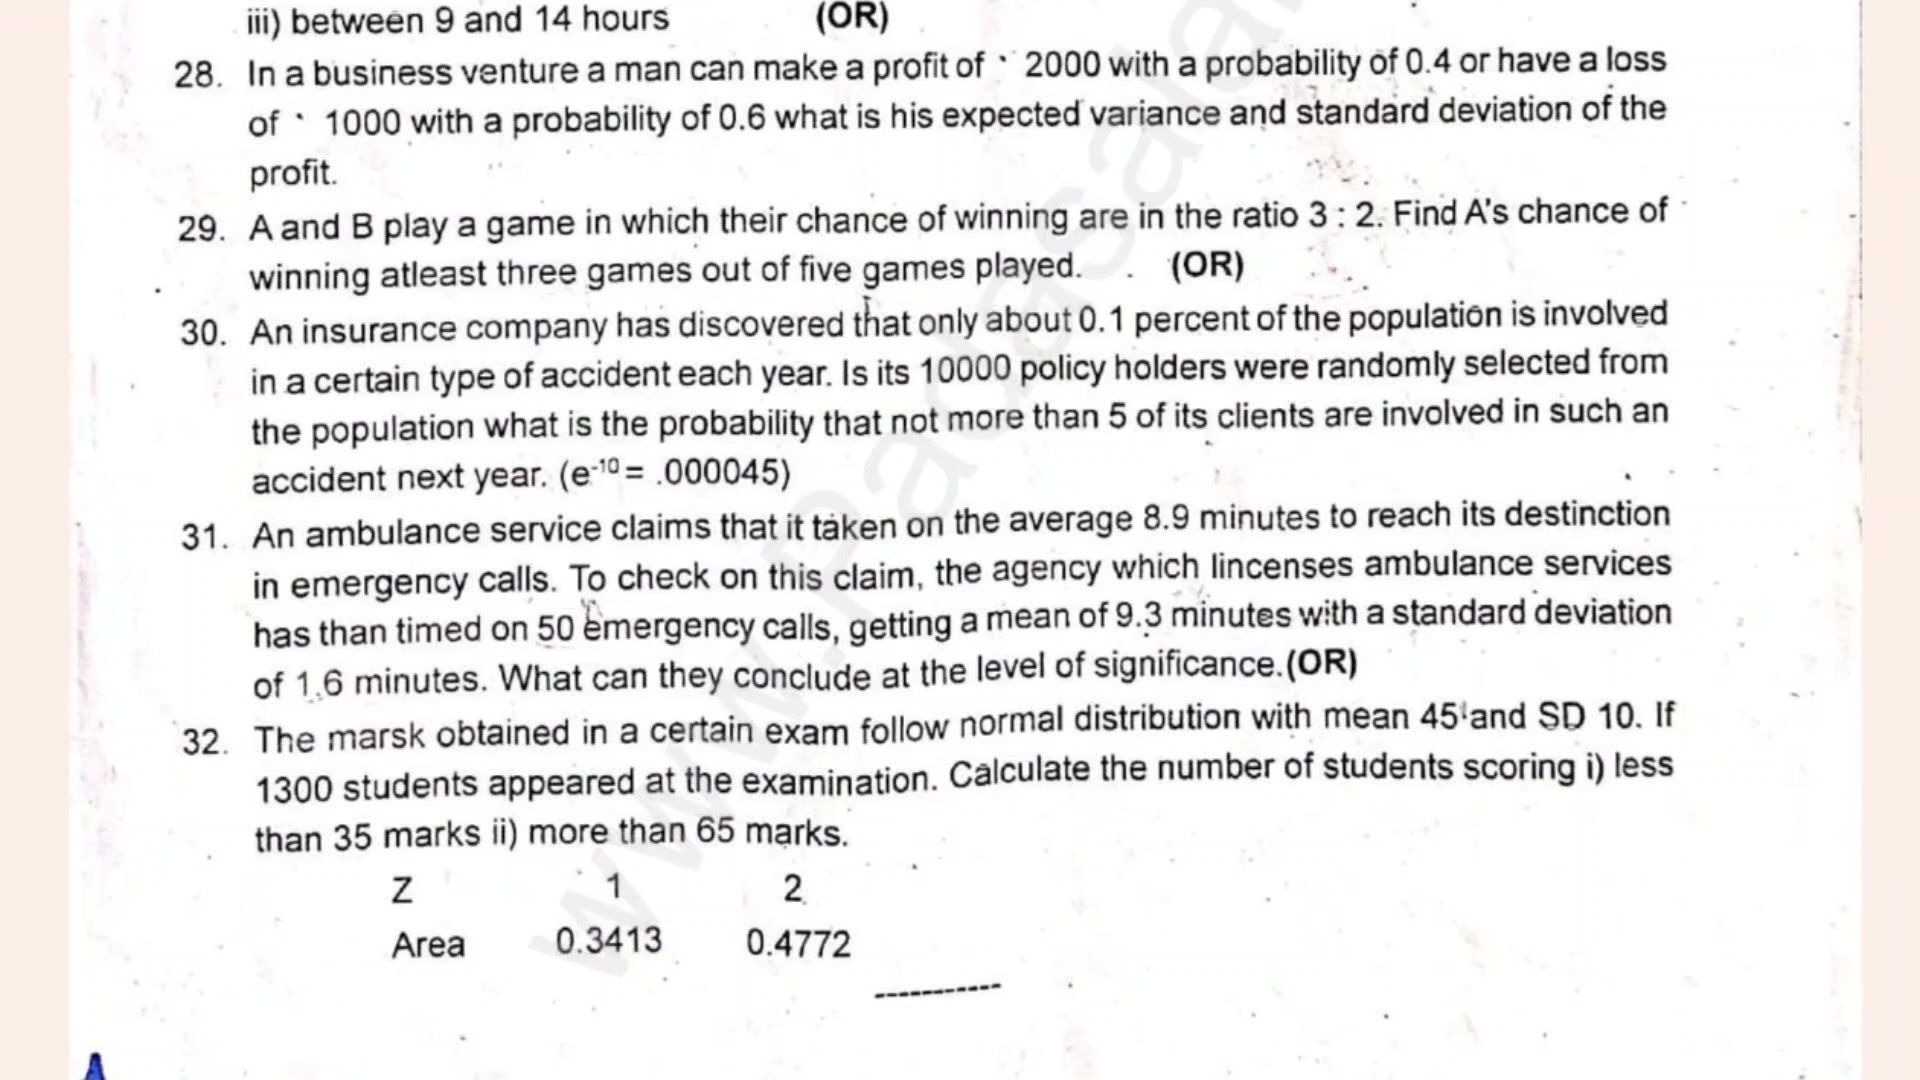 iii) between 9 and 14 hours (OR)
28. In a business venture a man can make a profit of ` 2000 with a probability of 0.4 or have a loss
of ` 1000 with a probability of 0.6 what is his expected variance and standard deviation of the
profit.
29. A and B play a game in which their chance of winning are in the ratio 3 : 2. Find A's chance of
winning atleast three games out of five games played. (OR)
30. An insurance company has discovered that only about 0.1 percent of the population is involved
in a certain type of accident each year. Is its 10000 policy holders were randomly selected from
the population what is the probability that not more than 5 of its clients are involved in such an
accident next year. (e⁻¹⁰ = .000045)
31. An ambulance service claims that it taken on the average 8.9 minutes to reach its destinction
in emergency calls. To check on this claim, the agency which lincenses ambulance services
has than timed on 50 emergency calls, getting a mean of 9.3 minutes with a standard deviation
of 1.6 minutes. What can they conclude at the level of significance.(OR)
32. The marsk obtained in a certain exam follow normal distribution with mean 45 and SD 10. If
1300 students appeared at the examination. Calculate the number of students scoring i) less
than 35 marks ii) more than 65 marks.
Z 1 2
Area 0.3413 0.4772
-----------